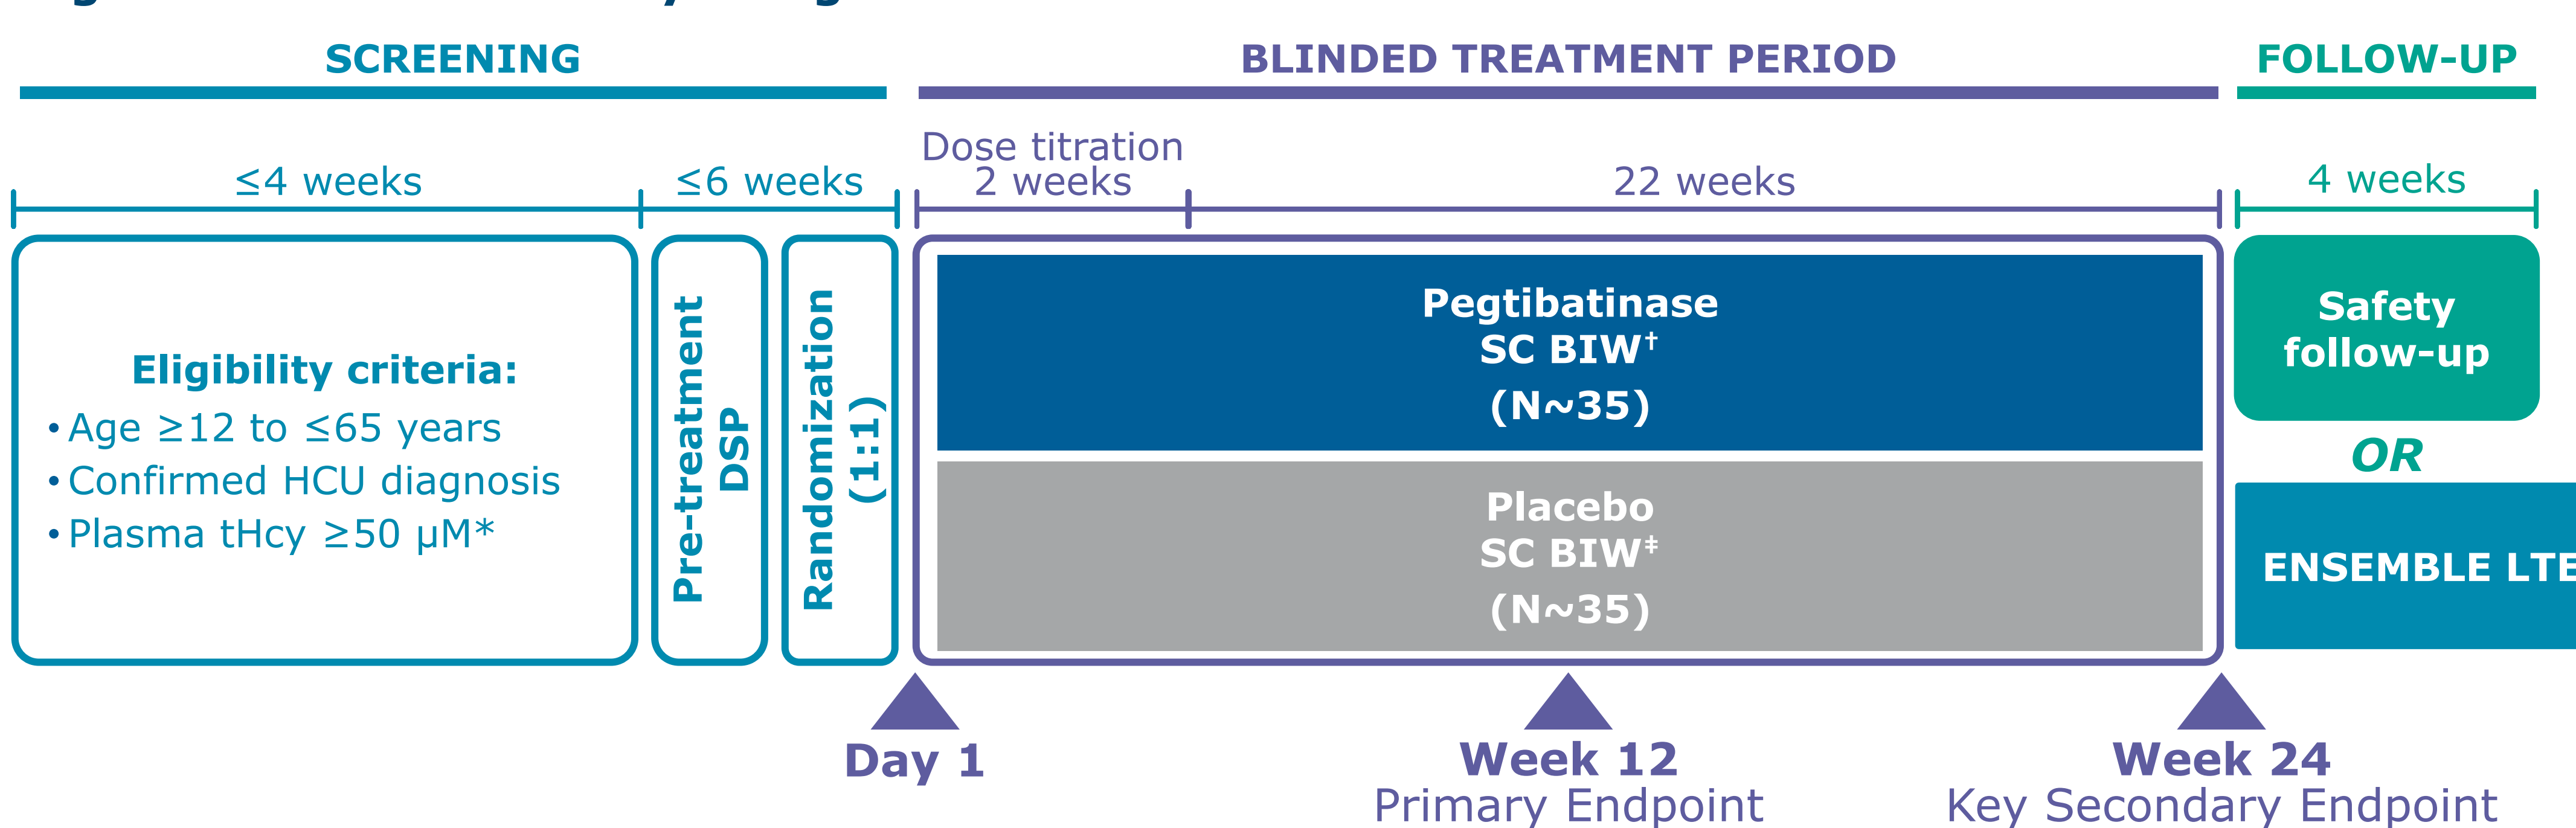 SCREENING
BLINDED TREATMENT PERIOD
FOLLOW-UP
≤4 weeks
≤6 weeks
Dose titration
2 weeks
22 weeks
4 weeks
Eligibility criteria:
• Age ≥12 to ≤65 years
• Confirmed HCU diagnosis
• Plasma tHcy ≥50 µM*
Pre-treatment
DSP
Randomization
(1:1)
Pegtibatinase
SC BIW†
(N~35)
Placebo
SC BIW‡
(N~35)
Safety
follow-up
OR
ENSEMBLE LTE
Day 1
Week 12
Primary Endpoint
Week 24
Key Secondary Endpoint